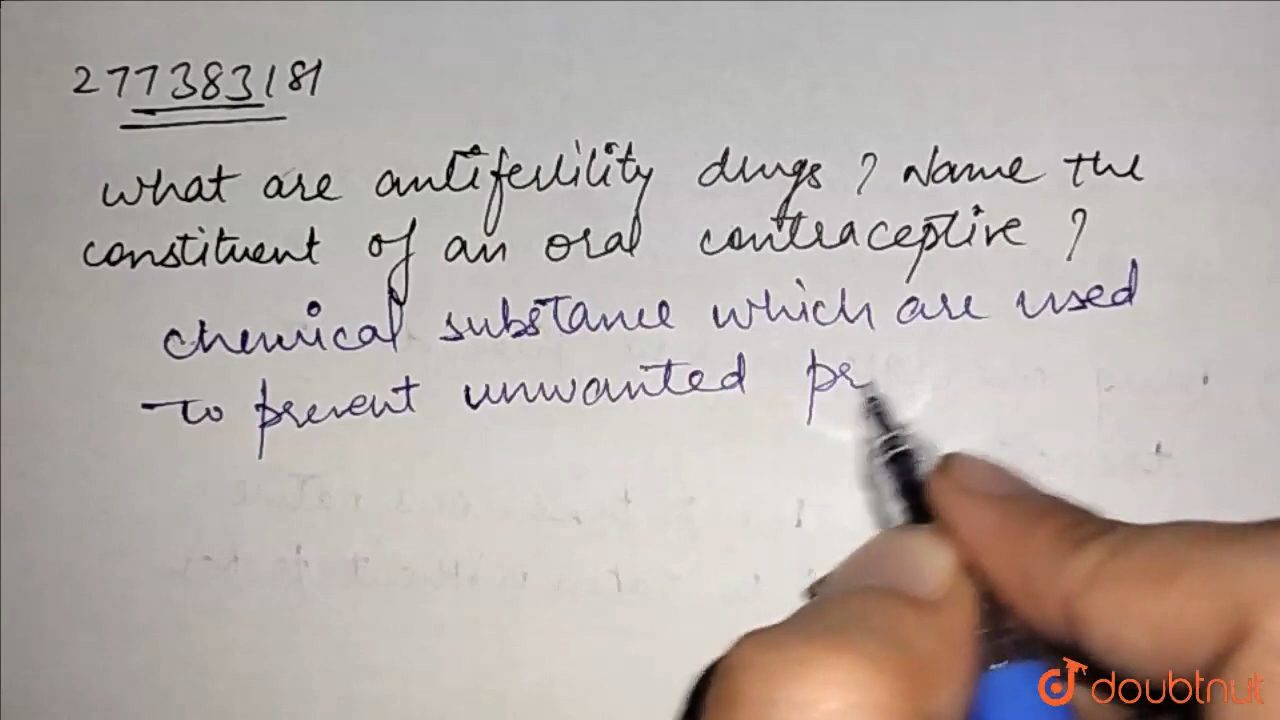 277383181
What are antifertility drugs ? Name the
constituent of an oral contraceptive ?
Chemical substance which are used
to prevent unwanted pr
doubtnut